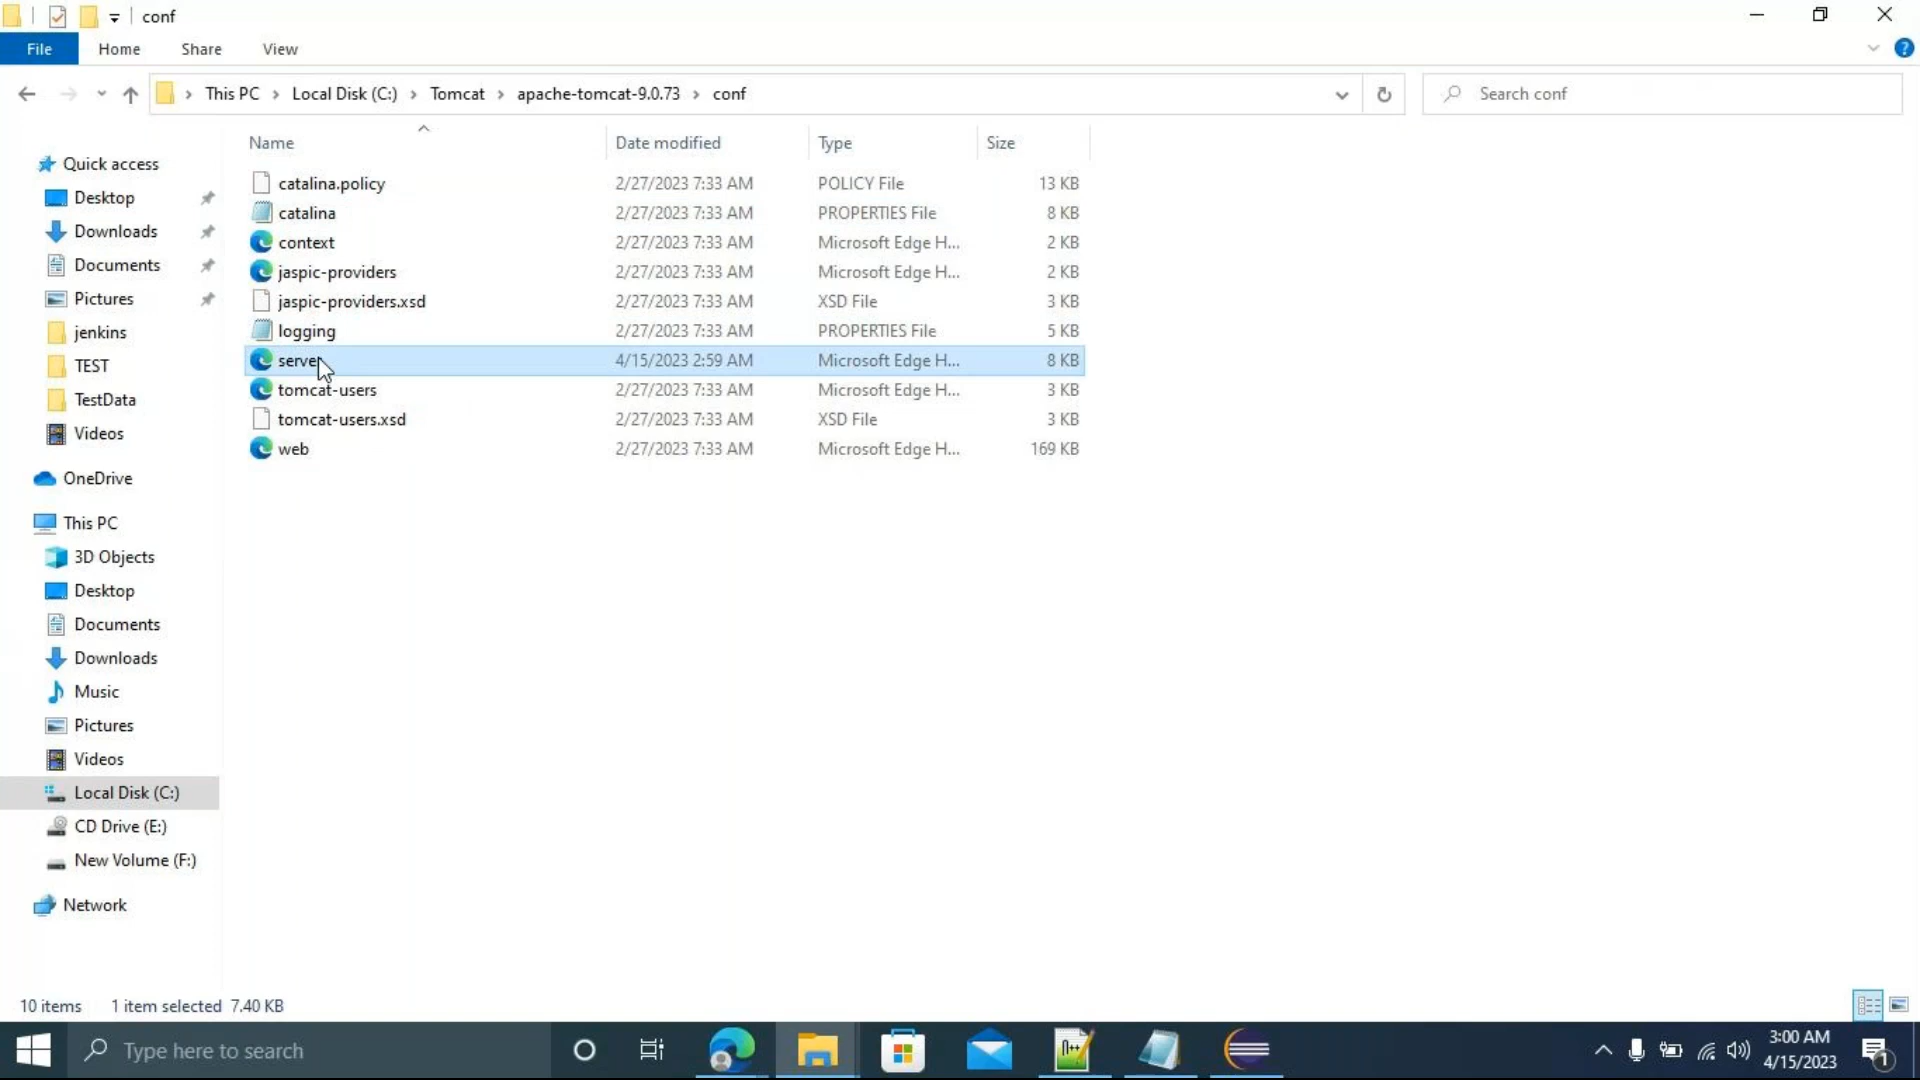 conf
File Home Share View
This PC Local Disk (C:) Tomcat apache-tomcat-9.0.73 conf Search conf
Name Date modified Type Size
Quick access
Desktop
Downloads
Documents
Pictures
jenkins
TEST
TestData
Videos
OneDrive
This PC
3D Objects
Desktop
Documents
Downloads
Music
Pictures
Videos
Local Disk (C:)
CD Drive (E:)
New Volume (F:)
Network
catalina.policy 2/27/2023 7:33 AM POLICY File 13 KB
catalina 2/27/2023 7:33 AM PROPERTIES File 8 KB
context 2/27/2023 7:33 AM Microsoft Edge H... 2 KB
jaspic-providers 2/27/2023 7:33 AM Microsoft Edge H... 2 KB
jaspic-providers.xsd 2/27/2023 7:33 AM XSD File 3 KB
logging 2/27/2023 7:33 AM PROPERTIES File 5 KB
server 4/15/2023 2:59 AM Microsoft Edge H... 8 KB
tomcat-users 2/27/2023 7:33 AM Microsoft Edge H... 3 KB
tomcat-users.xsd 2/27/2023 7:33 AM XSD File 3 KB
web 2/27/2023 7:33 AM Microsoft Edge H... 169 KB
10 items 1 item selected 7.40 KB
Type here to search
3:00 AM
4/15/2023
1